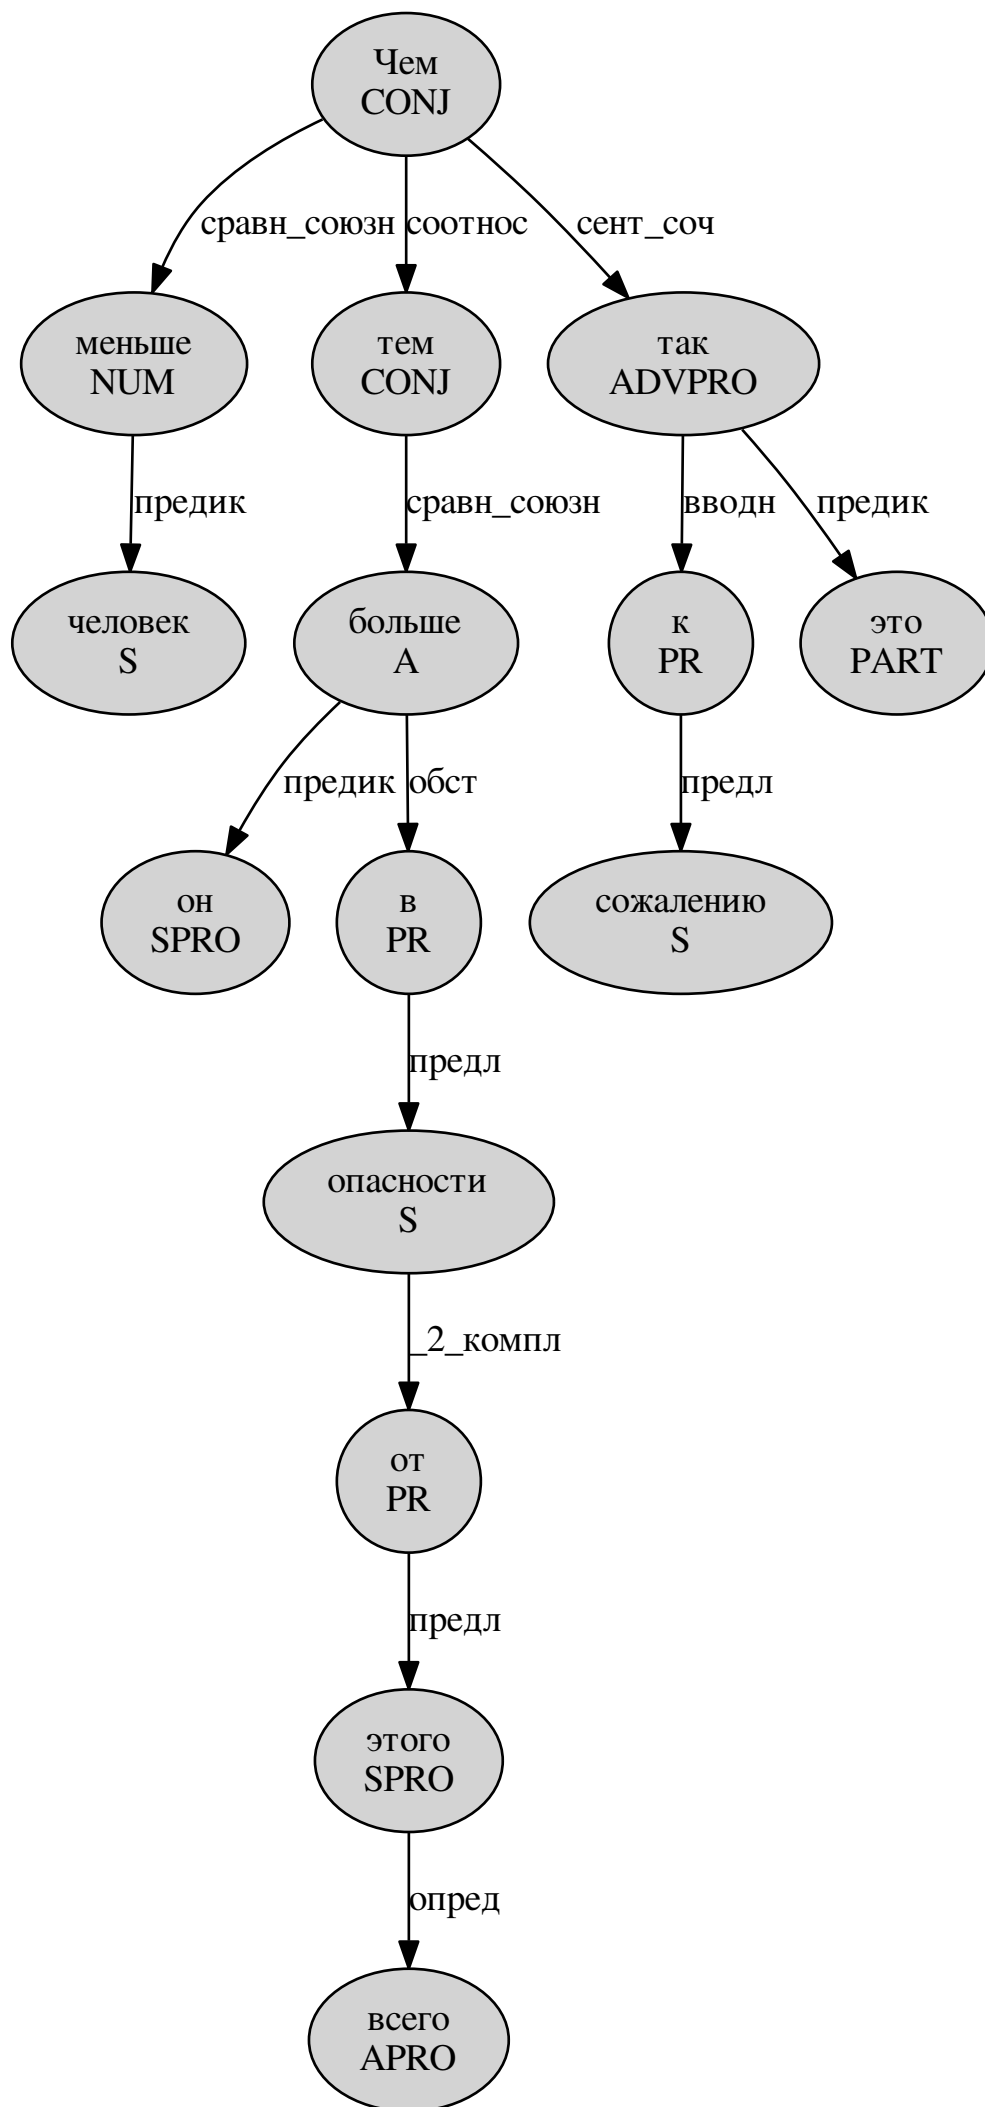 Чем
CONJ
сравн_союзн
соотнос
сент_соч
меньше
NUM
тем
CONJ
так
ADVPRO
предик
сравн_союзн
вводн
предик
человек
S
больше
A
к
PR
это
PART
предик
обст
предл
он
SPRO
в
PR
сожалению
S
предл
опасности
S
_2_компл
от
PR
предл
этого
SPRO
опред
всего
APRO